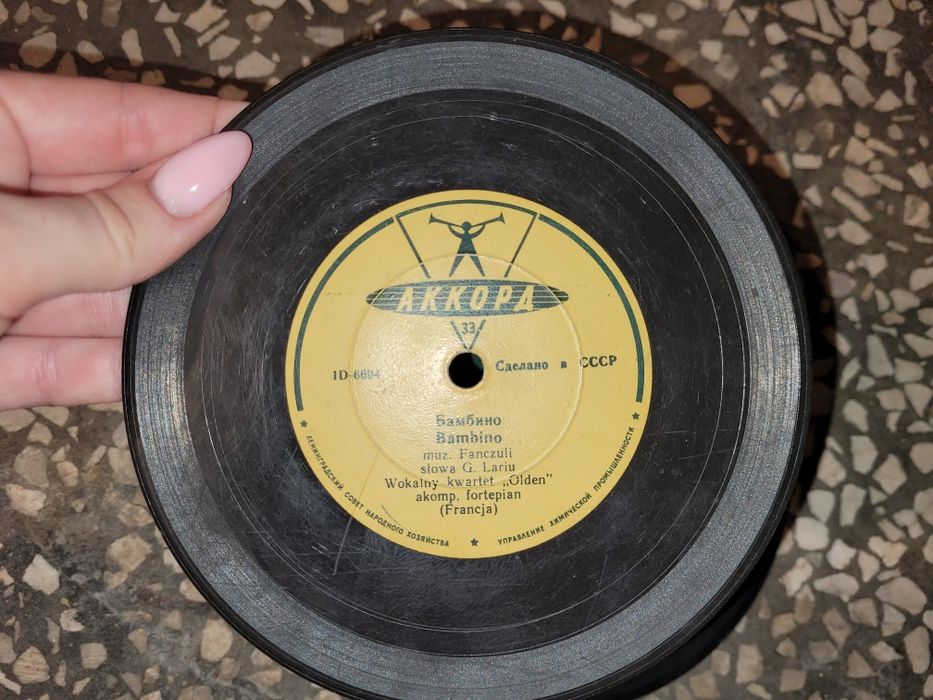 АККОРД
33
1D-6694
Сделано в СССР
Бамбино
Bambino
muz. Fanczuli
słowa G. Lariu
Wokalny kwartet „Olden"
akomp. fortepian
(Francja)
★ ЛЕНИНГРАДСКИЙ СОВЕТ НАРОДНОГО ХОЗЯЙСТВА ★ УПРАВЛЕНИЕ ХИМИЧЕСКОЙ ПРОМЫШЛЕННОСТИ ★